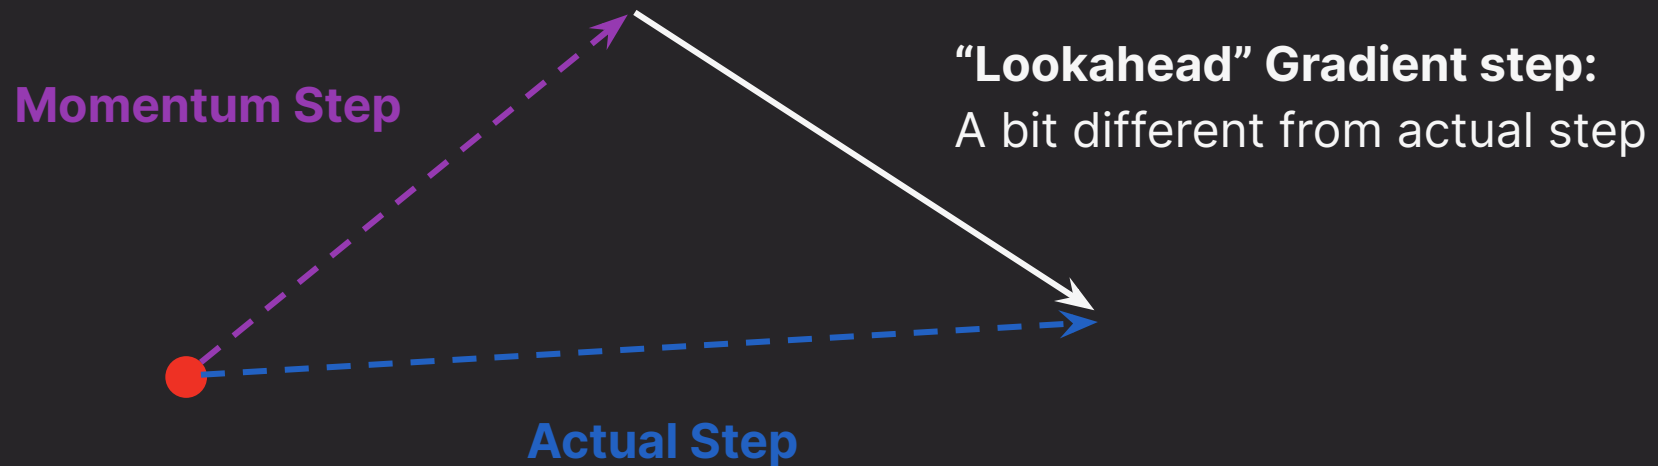 “Lookahead” Gradient step:
Momentum Step
A bit different from actual step
Actual Step